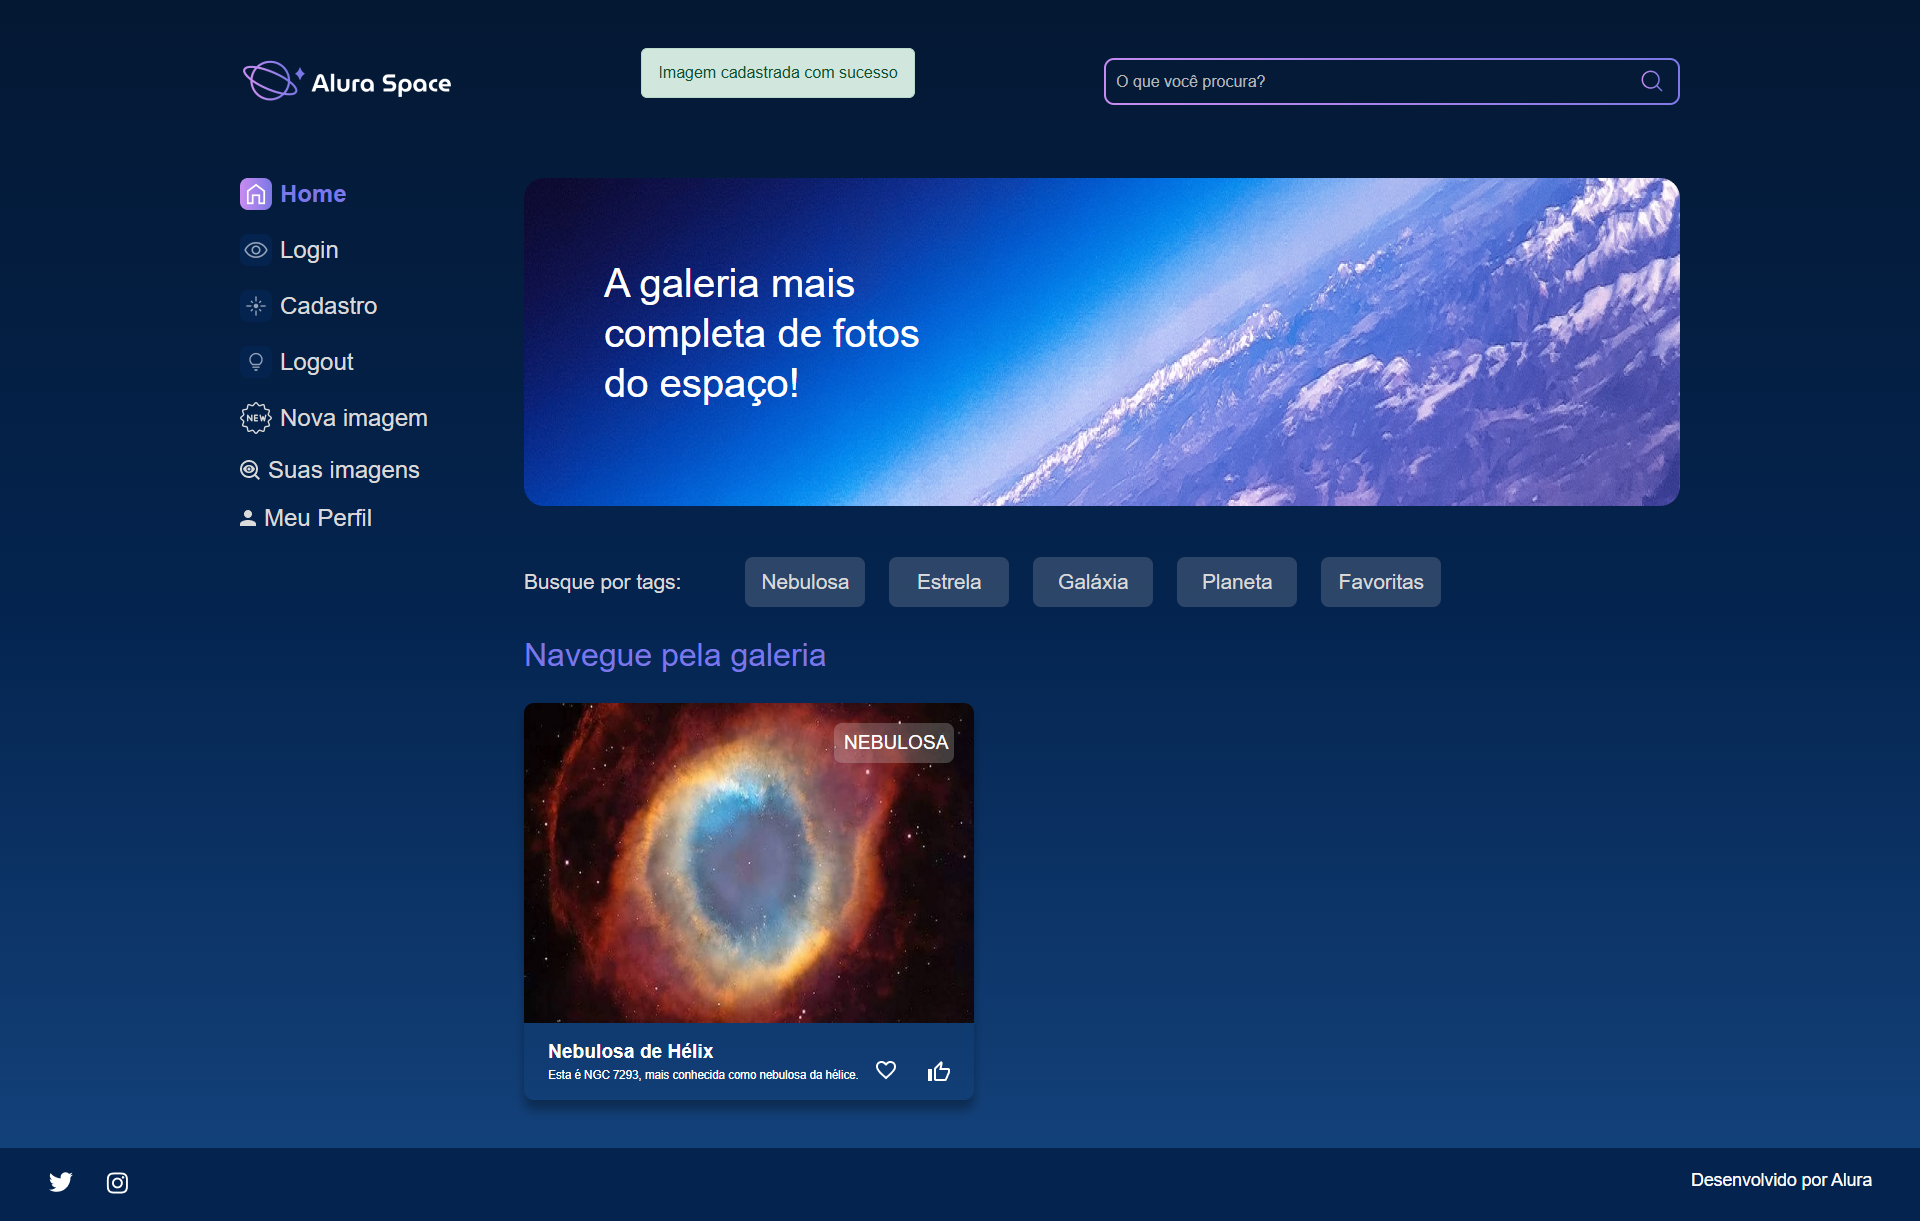 Alura Space
Imagem cadastrada com sucesso
O que você procura?
Home
Login
Cadastro
Logout
NEW Nova imagem
Suas imagens
Meu Perfil
A galeria mais
completa de fotos
do espaço!
Busque por tags:
Nebulosa
Estrela
Galáxia
Planeta
Favoritas
Navegue pela galeria
NEBULOSA
Nebulosa de Hélix
Esta é NGC 7293, mais conhecida como nebulosa da hélice.
Desenvolvido por Alura